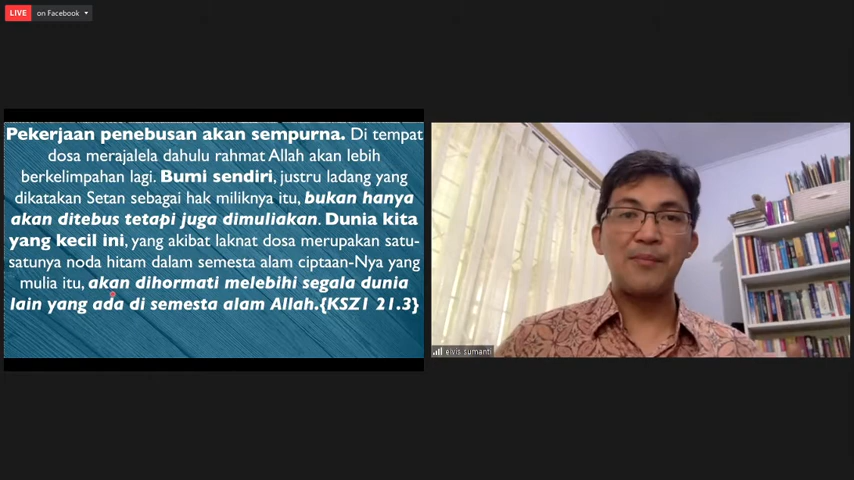 LIVE on Facebook
Pekerjaan penebusan akan sempurna. Di tempat
dosa merajalela dahulu rahmat Allah akan lebih
berkelimpahan lagi. Bumi sendiri, justru ladang yang
dikatakan Setan sebagai hak miliknya itu, bukan hanya
akan ditebus tetapi juga dimuliakan. Dunia kita
yang kecil ini, yang akibat laknat dosa merupakan satu-
satunya noda hitam dalam semesta alam ciptaan-Nya yang
mulia itu, akan dihormati melebihi segala dunia
lain yang ada di semesta alam Allah.{KSZ1 21.3}
elvis sumanti